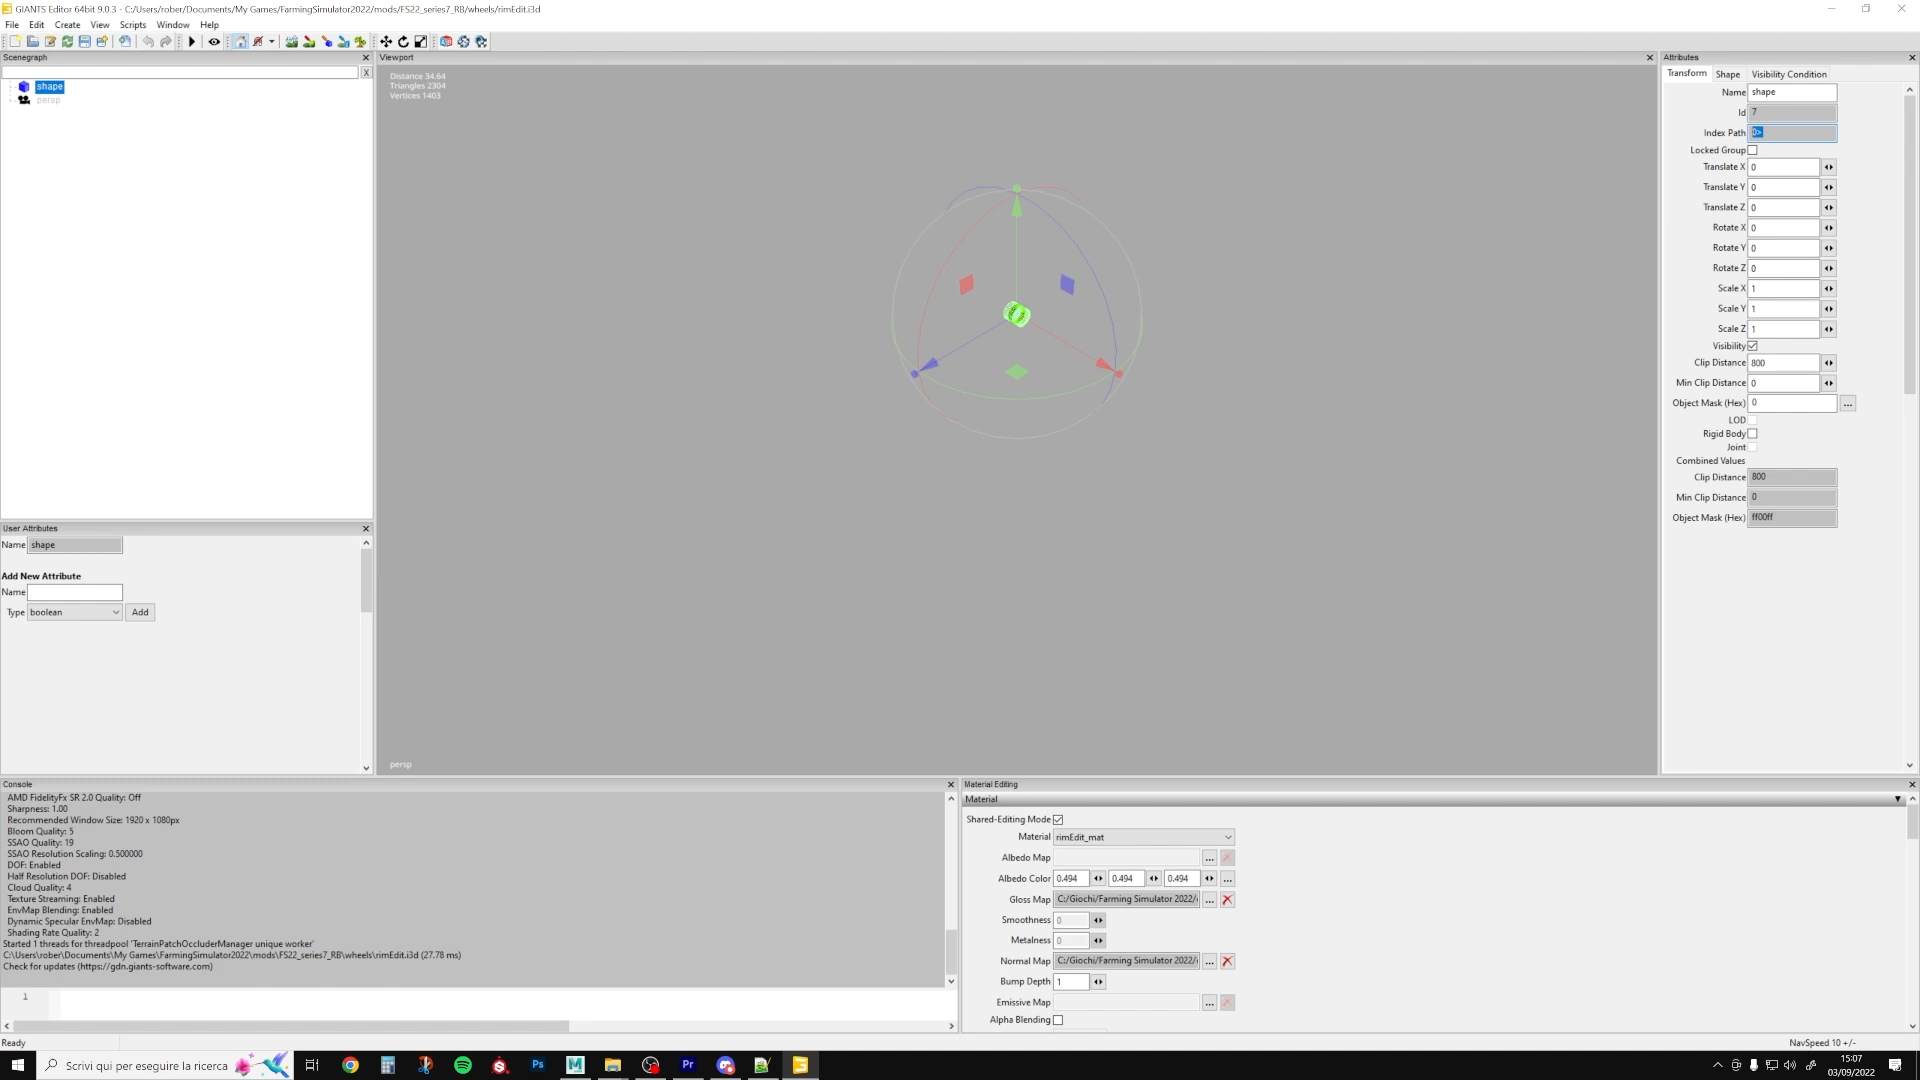 GIANTS Editor 64bit 9.0.3 - C:/Users/rober/Documents/My Games/FarmingSimulator2022/mods/FS22_series7_RB/wheels/rimEdit.i3d
File Edit Create View Scripts Window Help
Scenegraph
X
shape
persp
User Attributes
Name shape
Add New Attribute
Name
Type boolean Add
Viewport
Distance 34.64
Triangles 2304
Vertices 1403
persp
Attributes
Transform Shape Visibility Condition
Name shape
Id 7
Index Path 0>
Locked Group
Translate X 0
Translate Y 0
Translate Z 0
Rotate X 0
Rotate Y 0
Rotate Z 0
Scale X 1
Scale Y 1
Scale Z 1
Visibility
Clip Distance 800
Min Clip Distance 0
Object Mask (Hex) 0 ...
LOD
Rigid Body
Joint
Combined Values
Clip Distance 800
Min Clip Distance 0
Object Mask (Hex) ff00ff
Console
AMD FidelityFx SR 2.0 Quality: Off
Sharpness: 1.00
Recommended Window Size: 1920 x 1080px
Bloom Quality: 5
SSAO Quality: 19
SSAO Resolution Scaling: 0.500000
DOF: Enabled
Half Resolution DOF: Disabled
Cloud Quality: 4
Texture Streaming: Enabled
EnvMap Blending: Enabled
Dynamic Specular EnvMap: Disabled
Shading Rate Quality: 2
Started 1 threads for threadpool 'TerrainPatchOccluderManager unique worker'
C:\Users\rober\Documents\My Games\FarmingSimulator2022\mods\FS22_series7_RB\wheels\rimEdit.i3d (27.78 ms)
Check for updates (https://gdn.giants-software.com)
1
Material Editing
Material
Shared-Editing Mode
Material rimEdit_mat
Albedo Map ...
Albedo Color 0.494 0.494 0.494 ...
Gloss Map C:/Giochi/Farming Simulator 2022/ ...
Smoothness 0
Metalness 0
Normal Map C:/Giochi/Farming Simulator 2022/ ...
Bump Depth 1
Emissive Map ...
Alpha Blending
Ready
NavSpeed 10 +/-
Scrivi qui per eseguire la ricerca
Ps
M
Pr
15:07
03/09/2022